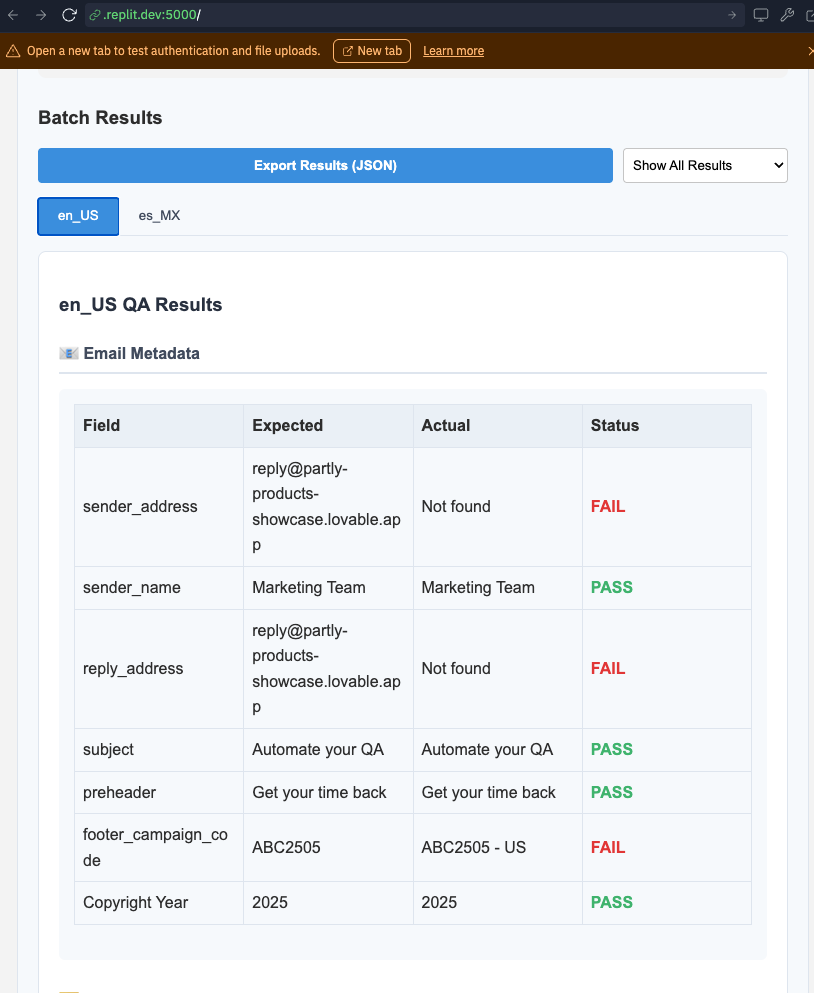 .replit.dev:5000/
Open a new tab to test authentication and file uploads. New tab Learn more
Batch Results
Export Results (JSON) Show All Results
en_US es_MX
en_US QA Results
Email Metadata
Field Expected Actual Status
sender_address reply@partly-
products-
showcase.lovable.ap
p Not found FAIL
sender_name Marketing Team Marketing Team PASS
reply_address reply@partly-
products-
showcase.lovable.ap
p Not found FAIL
subject Automate your QA Automate your QA PASS
preheader Get your time back Get your time back PASS
footer_campaign_co
de ABC2505 ABC2505 - US FAIL
Copyright Year 2025 2025 PASS